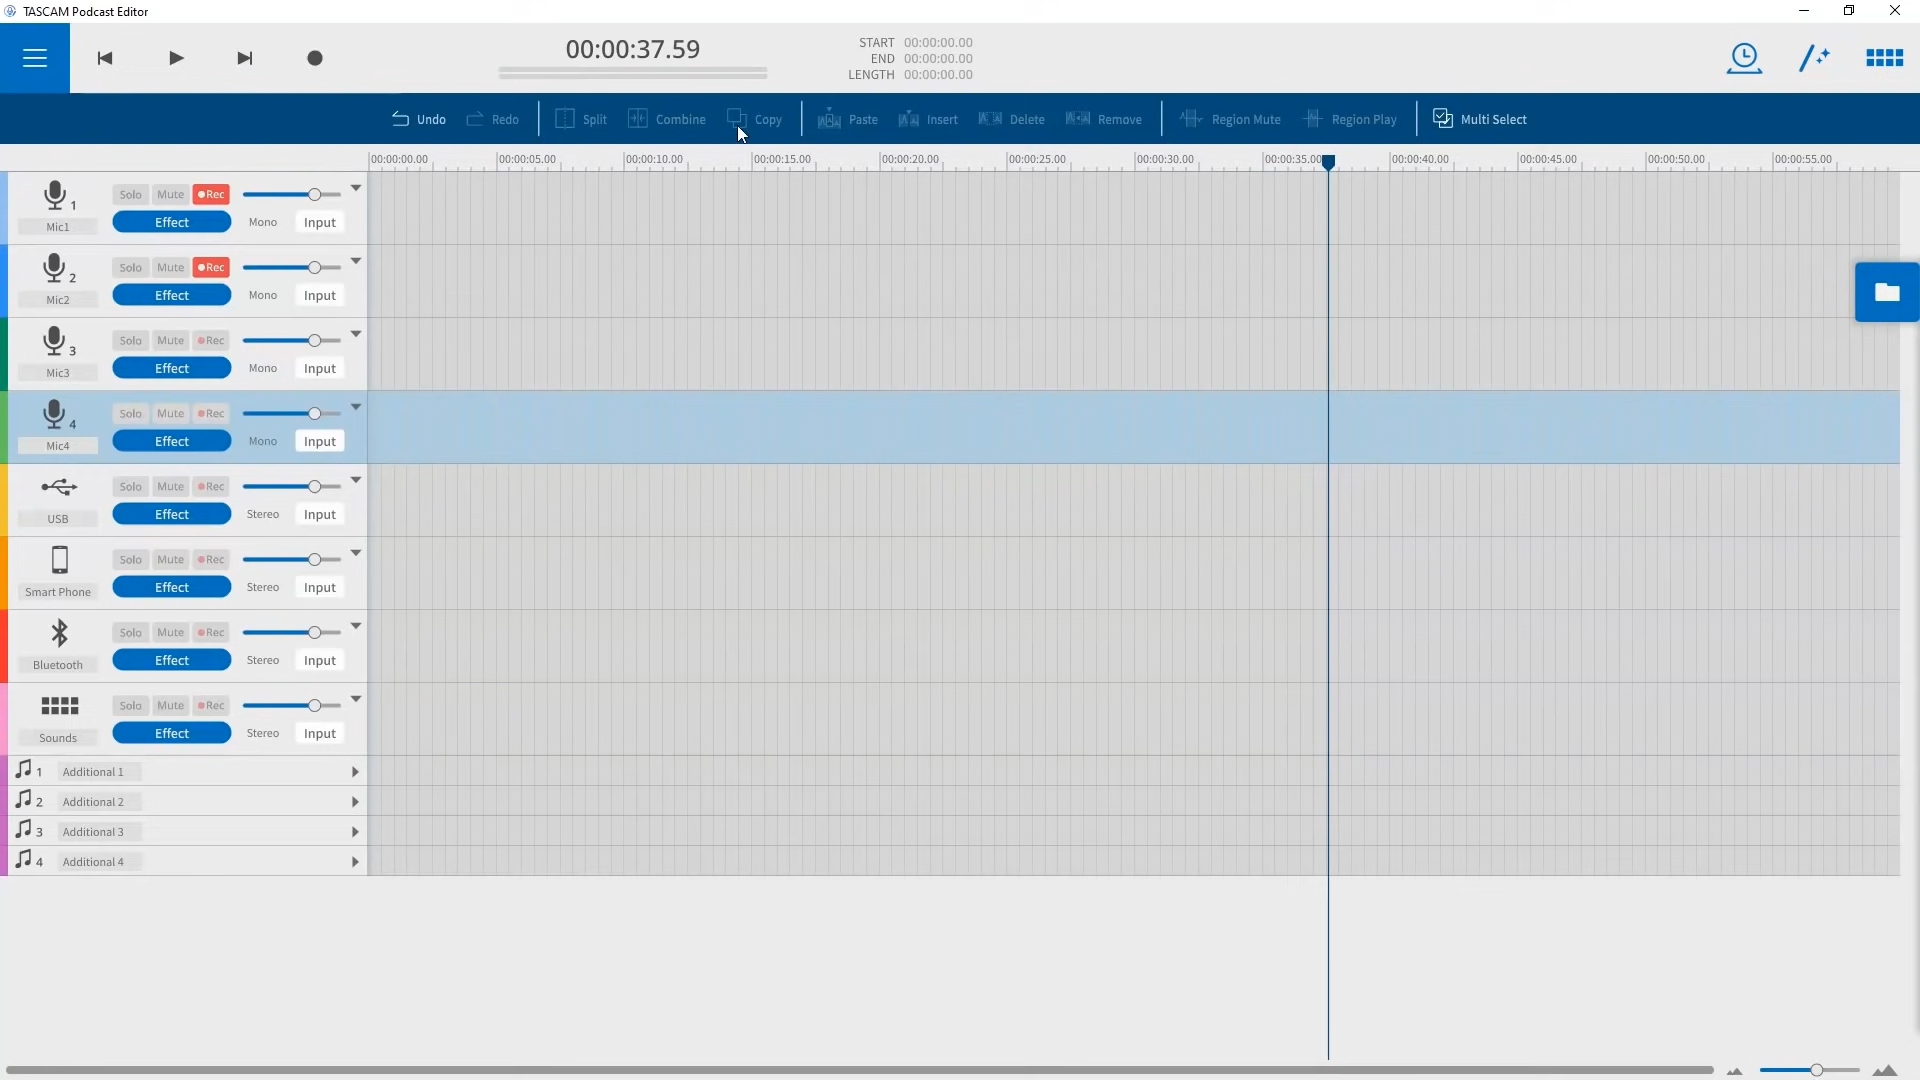 TASCAM Podcast Editor
00:00:37.59
START 00:00:00.00
END 00:00:00.00
LENGTH 00:00:00.00
Undo Redo Split Combine Copy Paste Insert Delete Remove Region Mute Region Play Multi Select
00:00:00.00 00:00:05.00 00:00:10.00 00:00:15.00 00:00:20.00 00:00:25.00 00:00:30.00 00:00:35.00 00:00:40.00 00:00:45.00 00:00:50.00 00:00:55.00
1 Solo Mute Rec
Mic1 Effect Mono Input
2 Solo Mute Rec
Mic2 Effect Mono Input
3 Solo Mute Rec
Mic3 Effect Mono Input
4 Solo Mute Rec
Mic4 Effect Mono Input
Solo Mute Rec
USB Effect Stereo Input
Solo Mute Rec
Smart Phone Effect Stereo Input
Solo Mute Rec
Bluetooth Effect Stereo Input
Solo Mute Rec
Sounds Effect Stereo Input
1 Additional 1
2 Additional 2
3 Additional 3
4 Additional 4